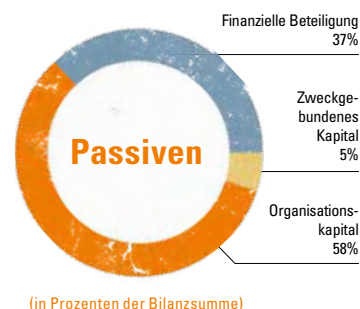 Finanzielle Beteiligung
37%
Zweckge-
bundenes
Kapital
5%
Passiven
Organisations-
kapital
58%
(in Prozenten der Bilanzsumme)